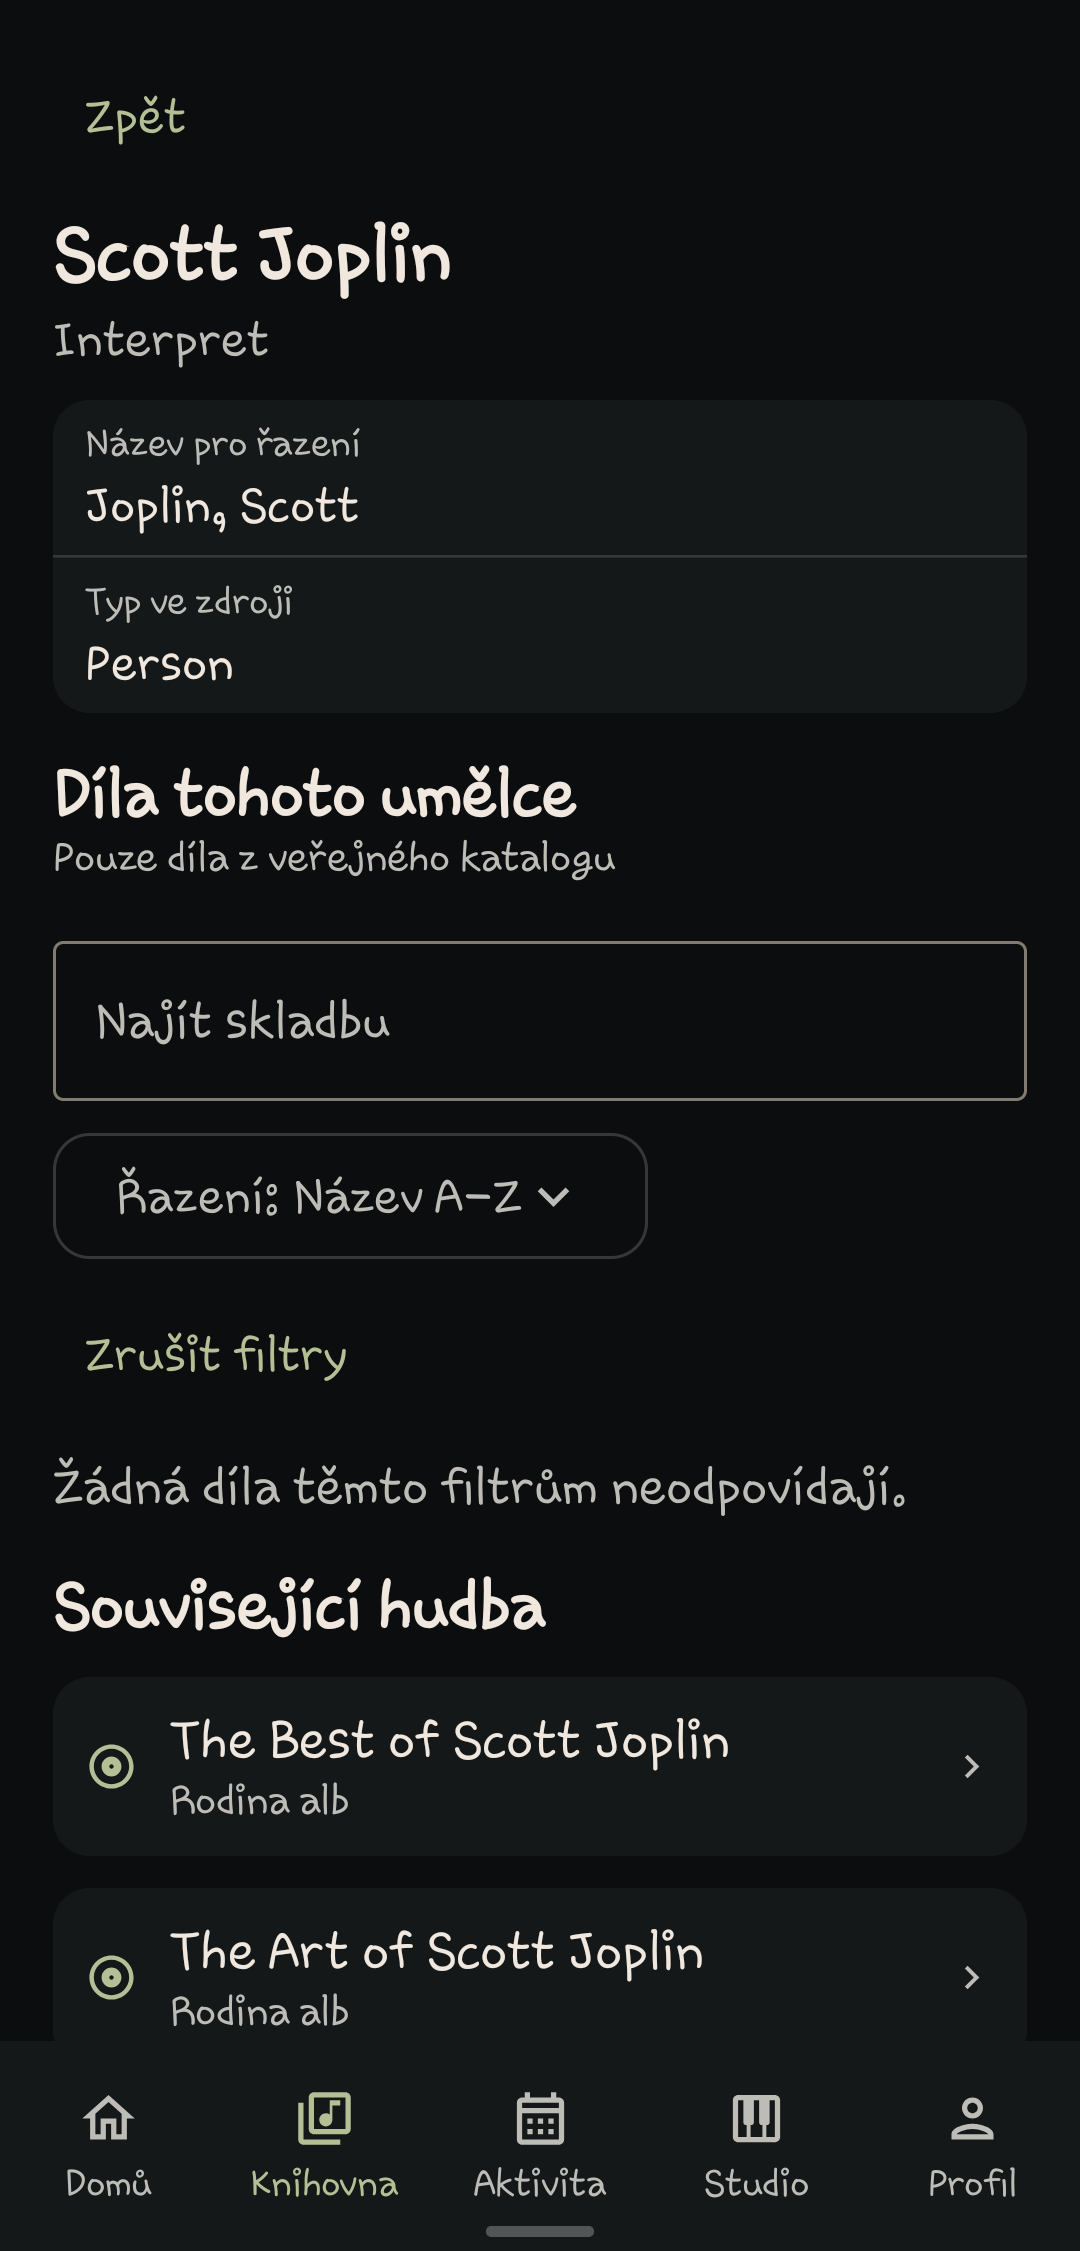 Zpět
Scott Joplin
Interpret
Název pro řazení
Joplin, Scott
Typ ve zdroji
Person
Díla tohoto umělce
Pouze díla z veřejného katalogu
Najít skladbu
Řazení: Název A–Z
Zrušit filtry
Žádná díla těmto filtrům neodpovídají.
Související hudba
The Best of Scott Joplin
Rodina alb
The Art of Scott Joplin
Rodina alb
Domů
Knihovna
Aktivita
Studio
Profil